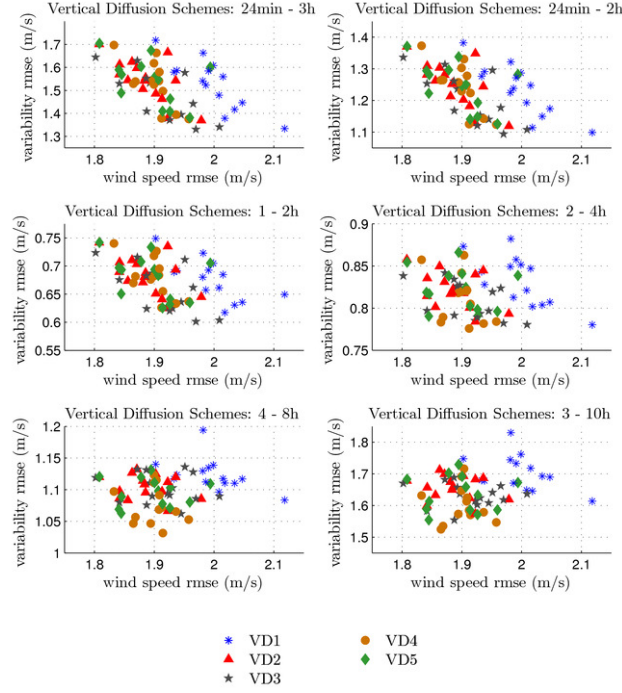 Vertical Diffusion Schemes: 24min - 3h
variability rmse (m/s)
1.7
1.6
1.5
1.4
1.3
1.8 1.9 2 2.1
wind speed rmse (m/s)
Vertical Diffusion Schemes: 24min - 2h
variability rmse (m/s)
1.4
1.3
1.2
1.1
1.8 1.9 2 2.1
wind speed rmse (m/s)
Vertical Diffusion Schemes: 1 - 2h
variability rmse (m/s)
0.75
0.7
0.65
0.6
0.55
1.8 1.9 2 2.1
wind speed rmse (m/s)
Vertical Diffusion Schemes: 2 - 4h
variability rmse (m/s)
0.9
0.85
0.8
0.75
1.8 1.9 2 2.1
wind speed rmse (m/s)
Vertical Diffusion Schemes: 4 - 8h
variability rmse (m/s)
1.2
1.15
1.1
1.05
1
1.8 1.9 2 2.1
wind speed rmse (m/s)
Vertical Diffusion Schemes: 3 - 10h
variability rmse (m/s)
1.8
1.7
1.6
1.5
1.8 1.9 2 2.1
wind speed rmse (m/s)
VD1
VD2
VD3
VD4
VD5